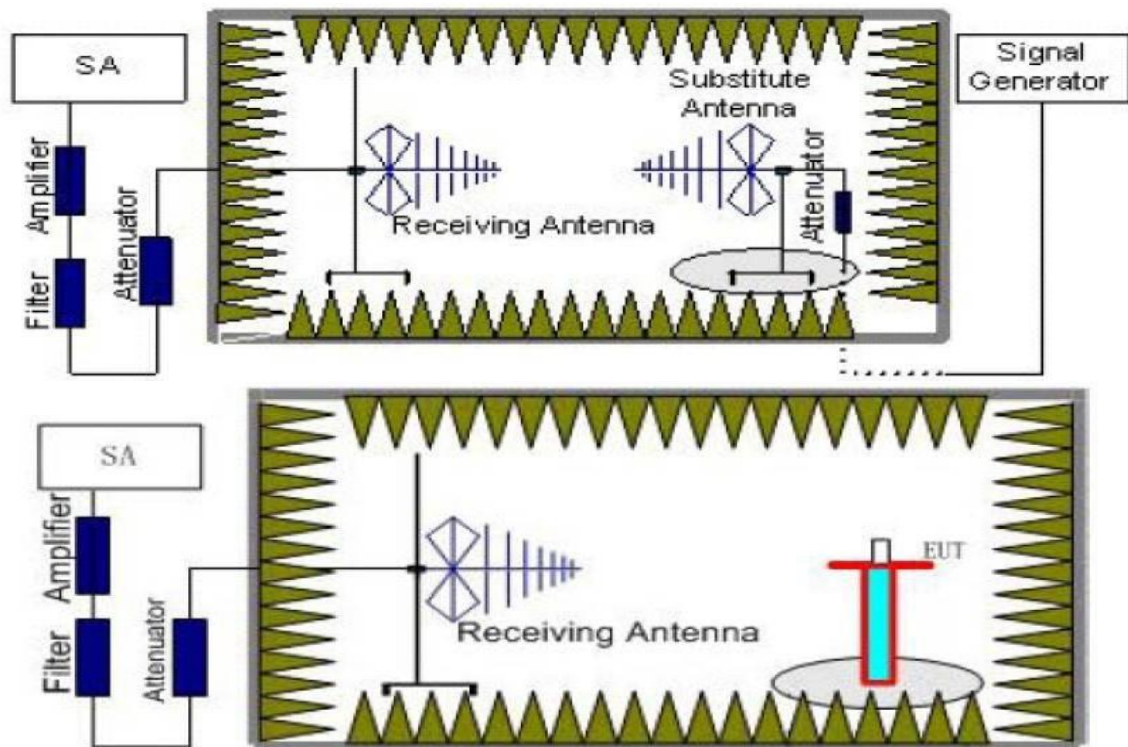 SA
Signal
Generator
Substitute
Antenna
Amplifier
Attenuator
Attenuator
Receiving Antenna
Filter
SA
Amplifier
EUT
Receiving Antenna
Filter
Attenuator